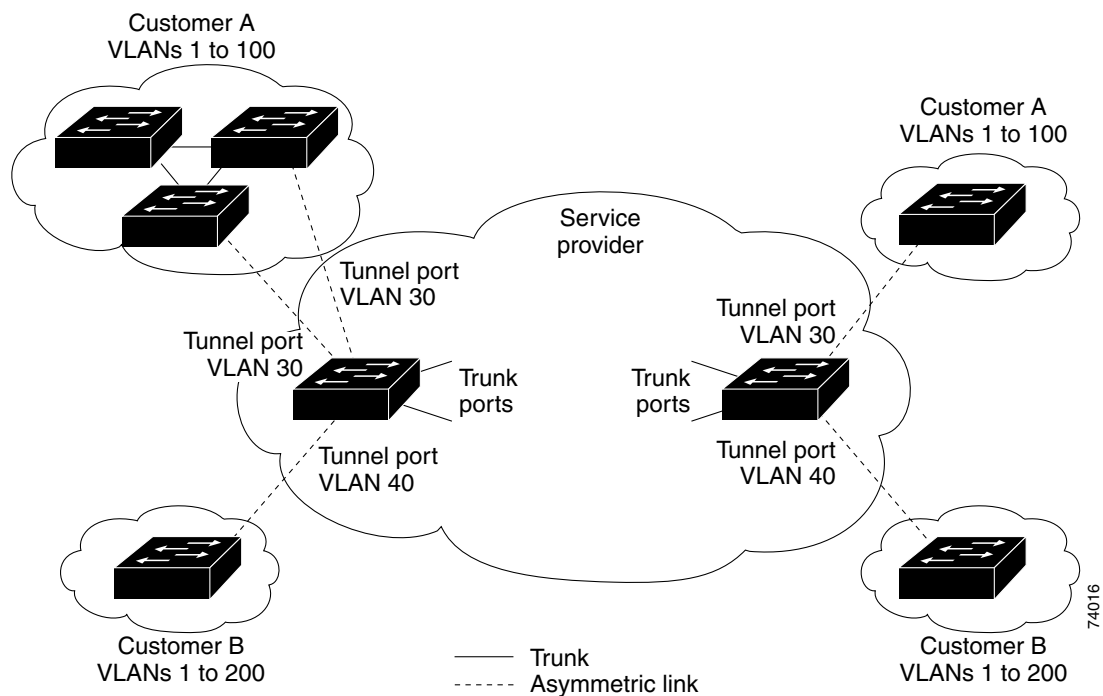 Customer A
VLANs 1 to 100
Customer A
VLANs 1 to 100
Service
provider
Tunnel port
VLAN 30
Tunnel port
VLAN 30
Tunnel port
VLAN 30
Trunk
ports
Trunk
ports
Tunnel port
VLAN 40
Tunnel port
VLAN 40
Customer B
VLANs 1 to 200
Customer B
VLANs 1 to 200
74016
Trunk
Asymmetric link